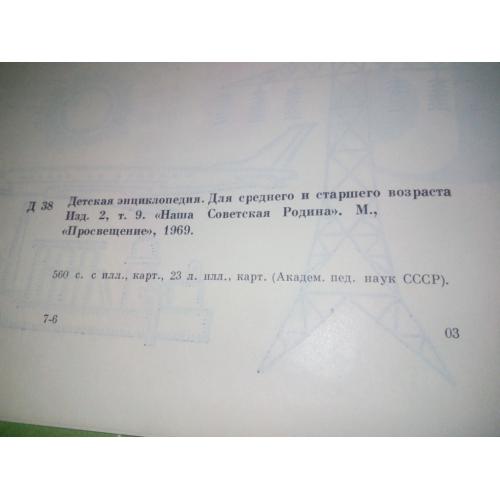 Д 38 Детская энциклопедия. Для среднего и старшего возраста
Изд. 2, т. 9. «Наша Советская Родина». М.,
«Просвещение», 1969.
560 с. с илл., карт., 23 л. илл., карт. (Академ. пед. наук СССР).
7-6
03